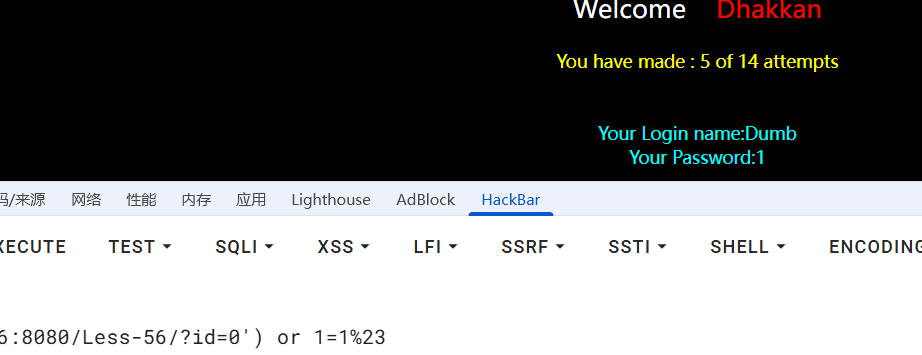 Welcome Dhakkan
You have made : 5 of 14 attempts
Your Login name:Dumb
Your Password:1
码/来源 网络 性能 内存 应用 Lighthouse AdBlock HackBar
XECUTE TEST SQLI XSS LFI SSRF SSTI SHELL ENCODING
6:8080/Less-56/?id=0') or 1=1%23